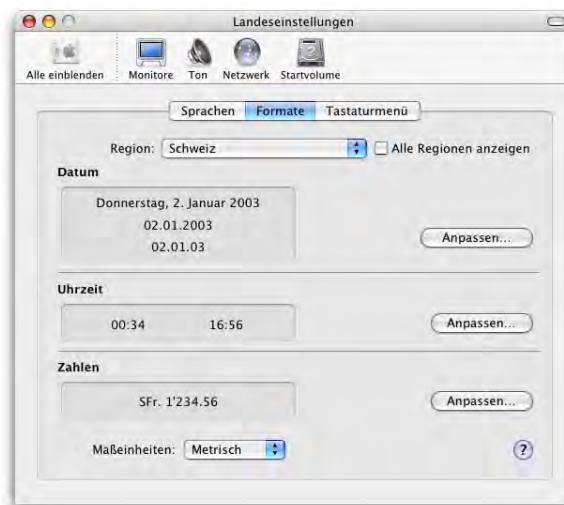 Landeseinstellungen
Alle einblenden Monitore Ton Netzwerk Startvolume
Sprachen Formate Tastaturmenü
Region: Schweiz Alle Regionen anzeigen
Datum
Donnerstag, 2. Januar 2003
02.01.2003
02.01.03
Anpassen...
Uhrzeit
00:34 16:56 Anpassen...
Zahlen
SFr. 1'234.56 Anpassen...
Maßeinheiten: Metrisch ?